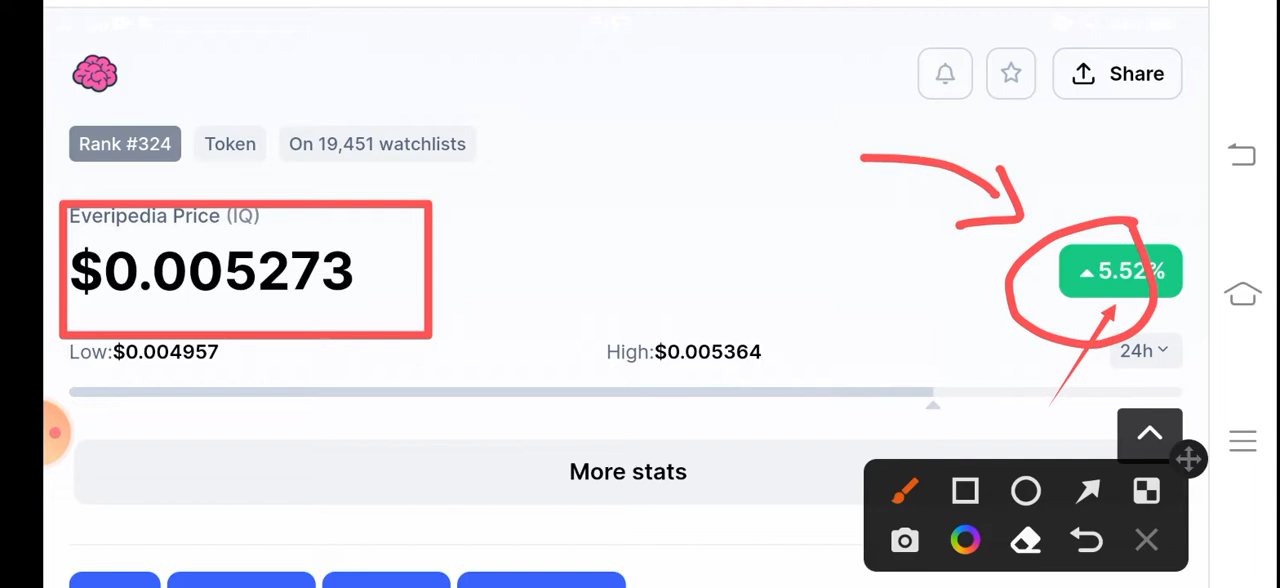 Share
Rank #324 Token On 19,451 watchlists
Everipedia Price (IQ)
$0.005273
5.52%
Low:$0.004957 High:$0.005364 24h
More stats